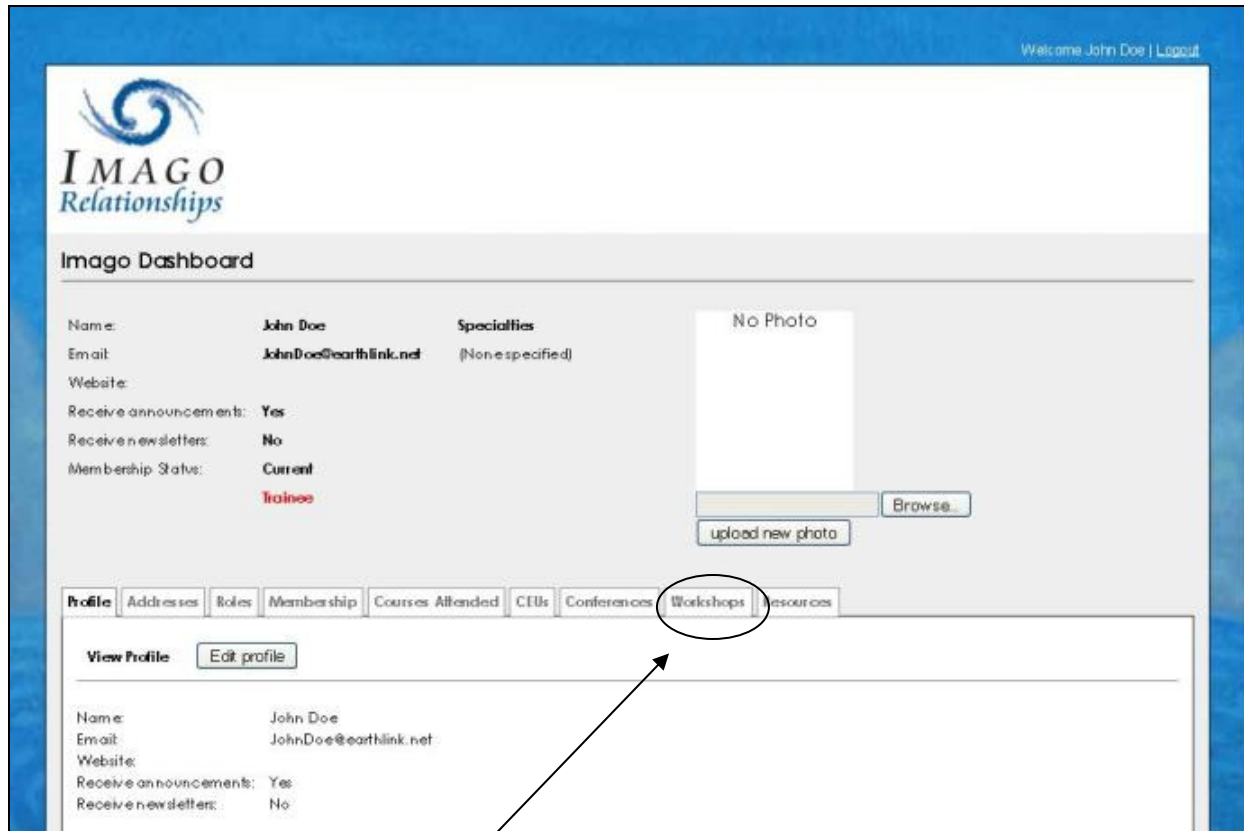 Welcome John Doe | Logout
IMAGO
Relationships
Imago Dashboard
Name: John Doe Specialties No Photo
Email: JohnDoe@earthlink.net (None specified)
Website:
Receive announcements: Yes
Receive newsletters: No
Membership Status: Current
Trainee
Browse...
upload new photo
Profile Addresses Roles Membership Courses Attended CEUs Conferences Workshops Resources
View Profile Edit profile
Name: John Doe
Email: JohnDoe@earthlink.net
Website:
Receive announcements: Yes
Receive newsletters: No